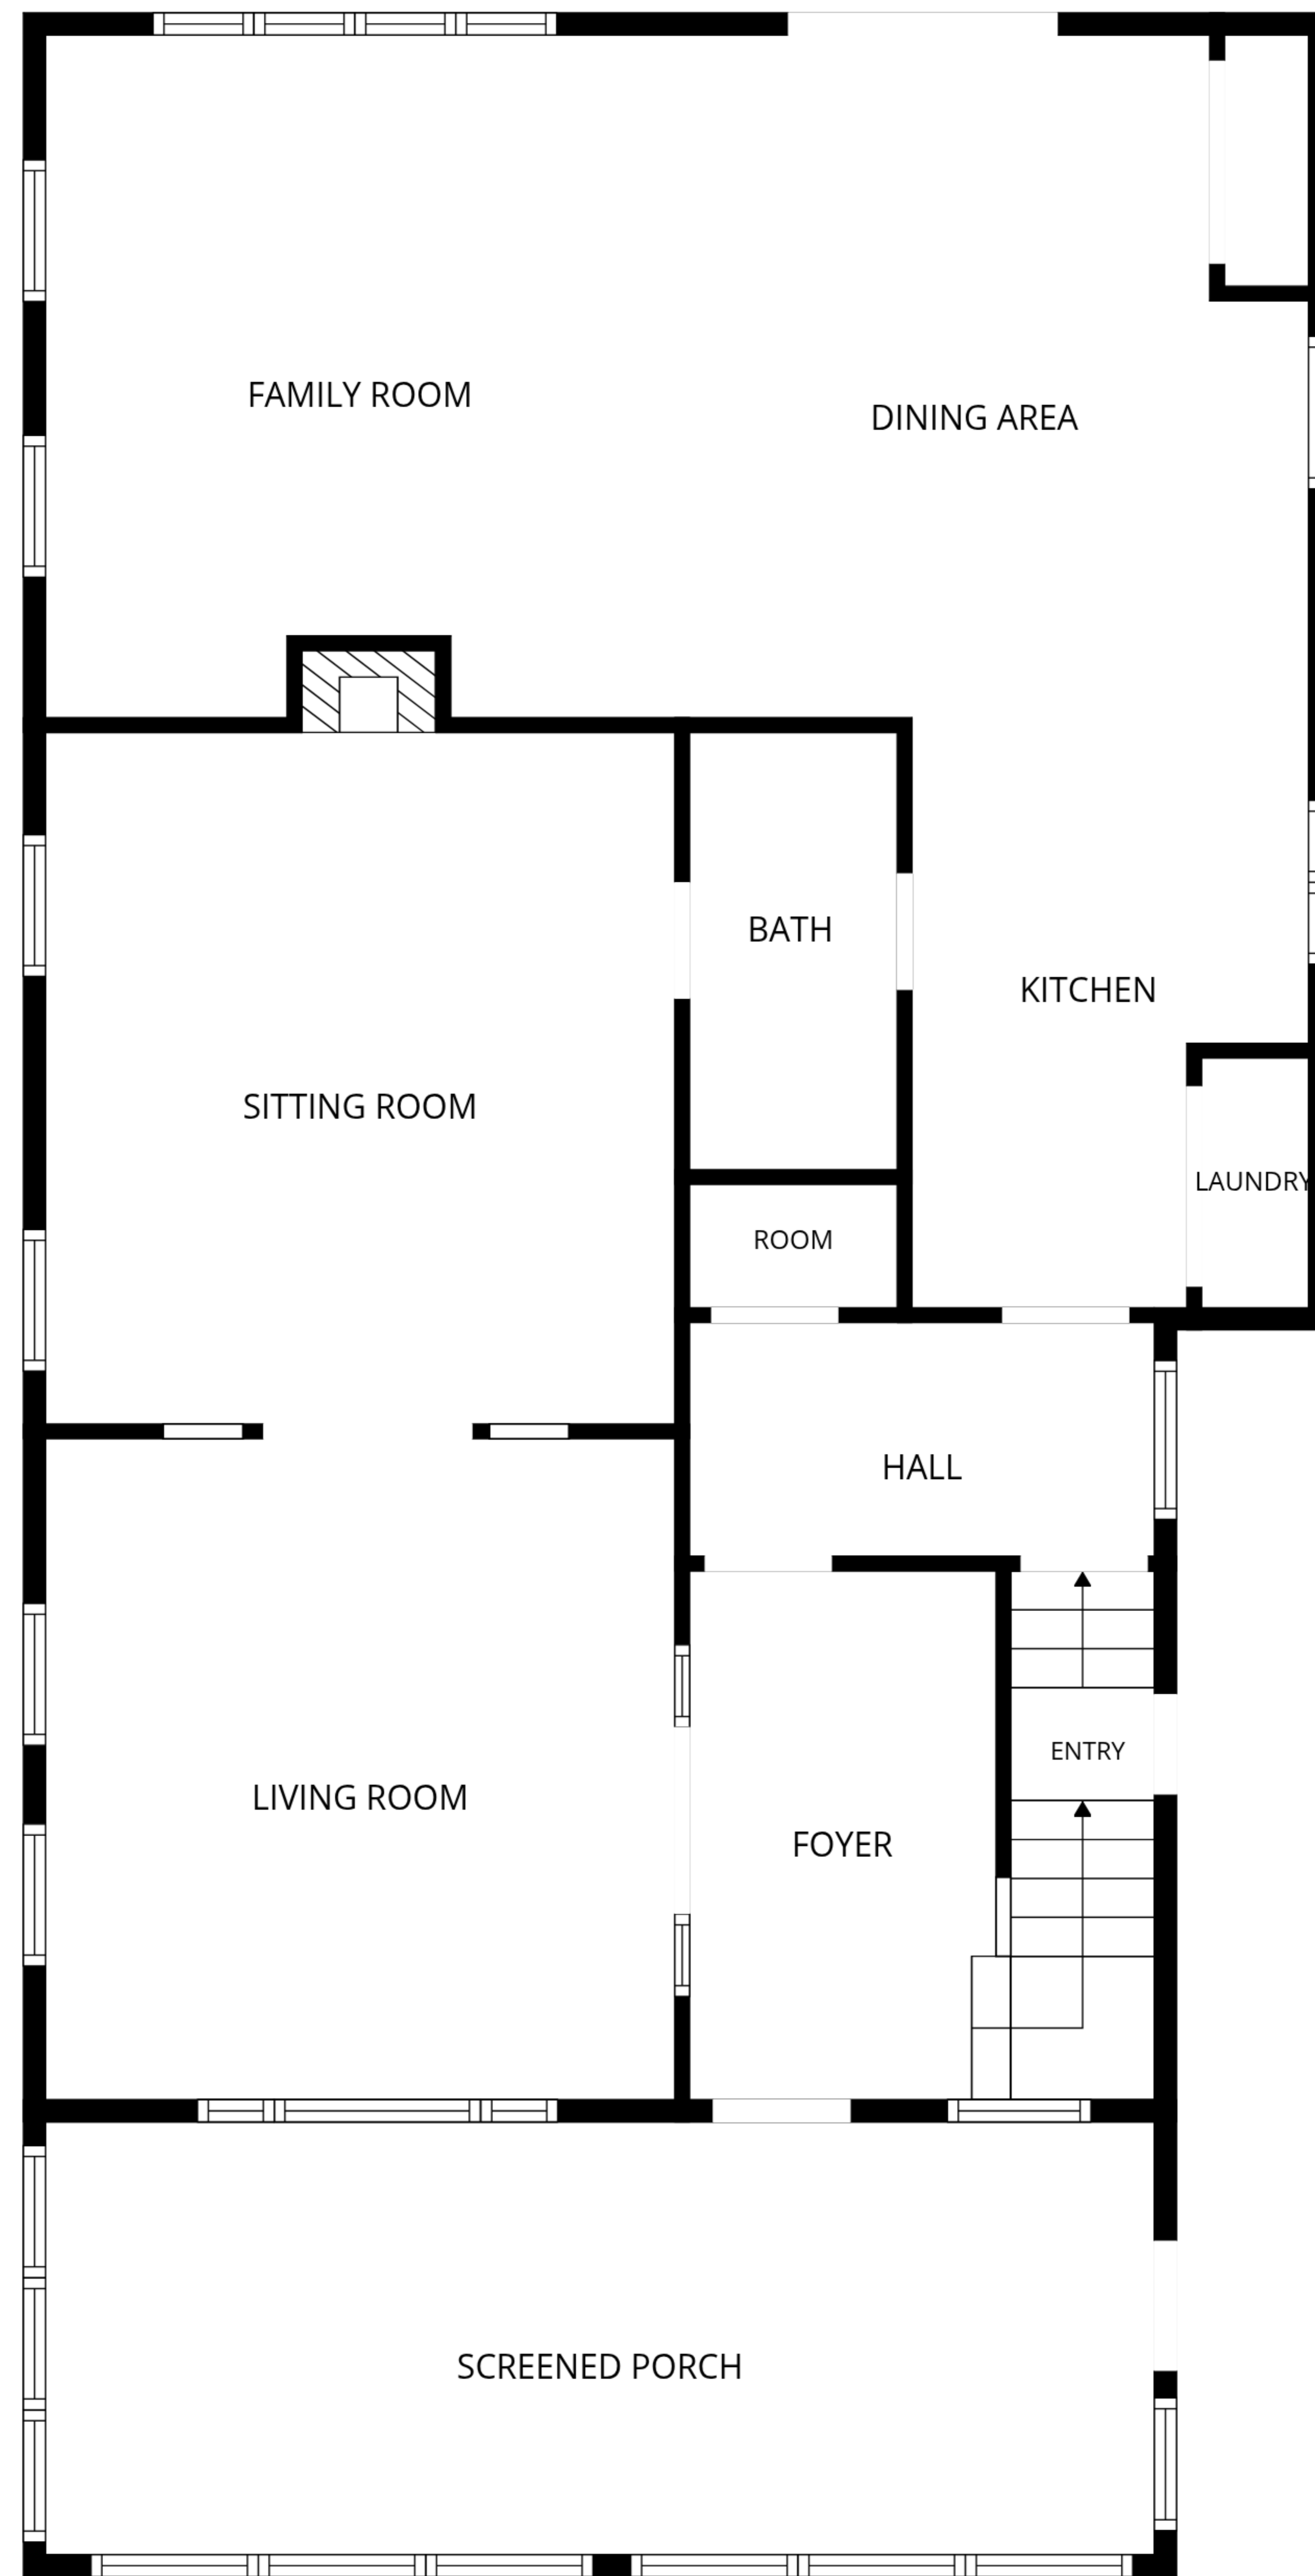 FAMILY ROOM
DINING AREA
BATH
KITCHEN
SITTING ROOM
LAUNDRY
ROOM
HALL
ENTRY
LIVING ROOM
FOYER
SCREENED PORCH